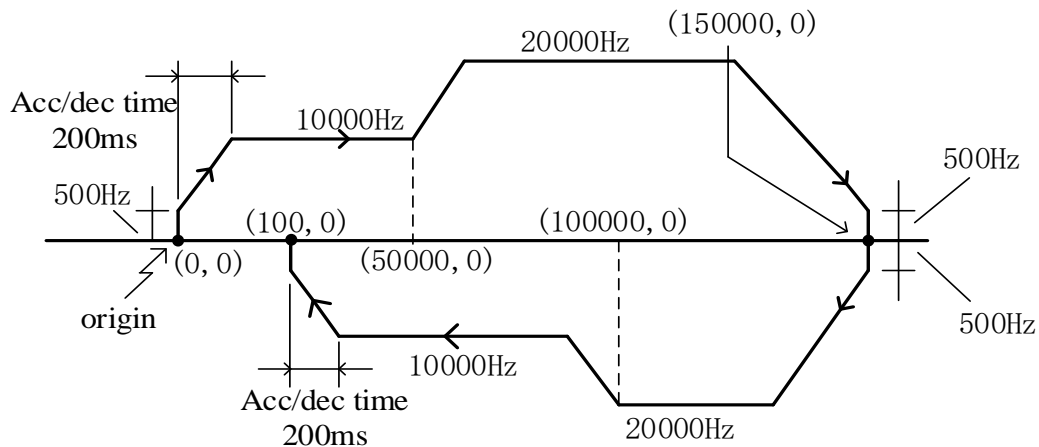 20000Hz
(150000,0)
Acc/dec time
200ms
10000Hz
500Hz
500Hz
(100,0)
(100000,0)
(0,0)
(50000,0)
origin
500Hz
10000Hz
Acc/dec time
200ms
20000Hz